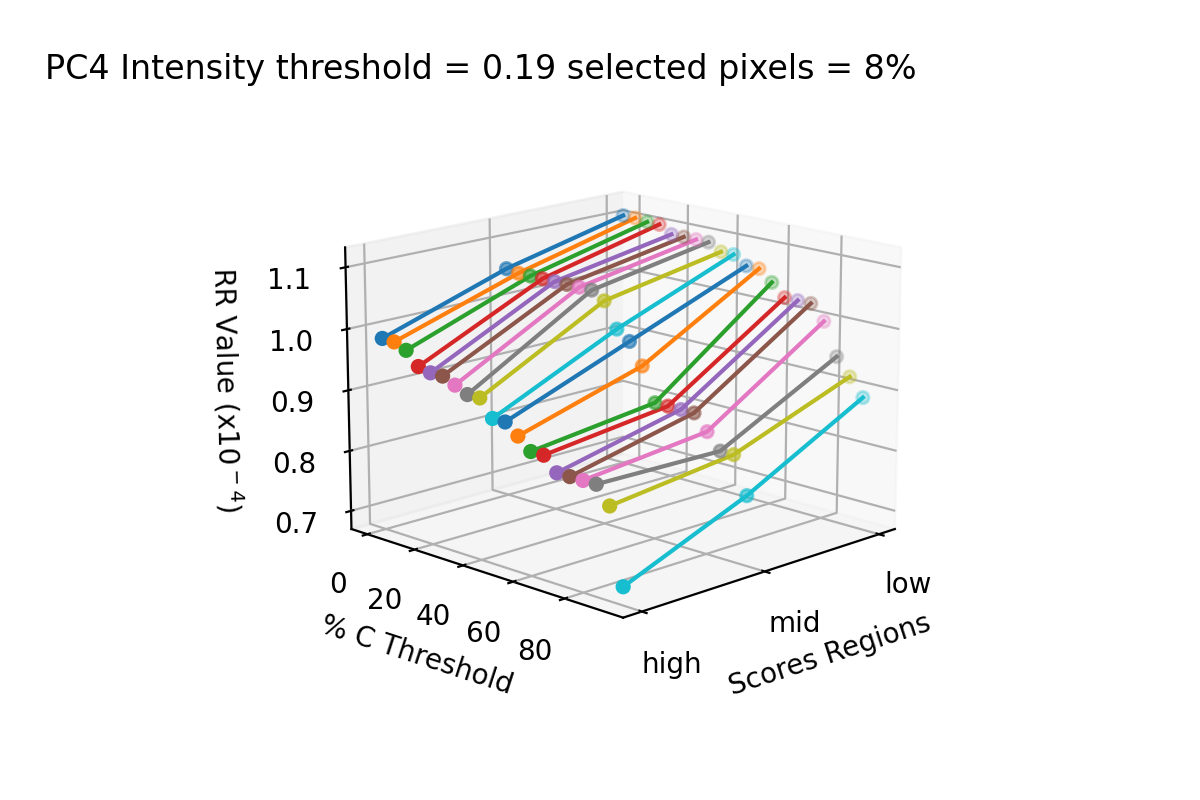 PC4 Intensity threshold = 0.19 selected pixels = 8%
RR Value (x10⁻⁴)
1.1
1.0
0.9
0.8
0.7
0
20
40
60
80
% C Threshold
high
mid
low
Scores Regions